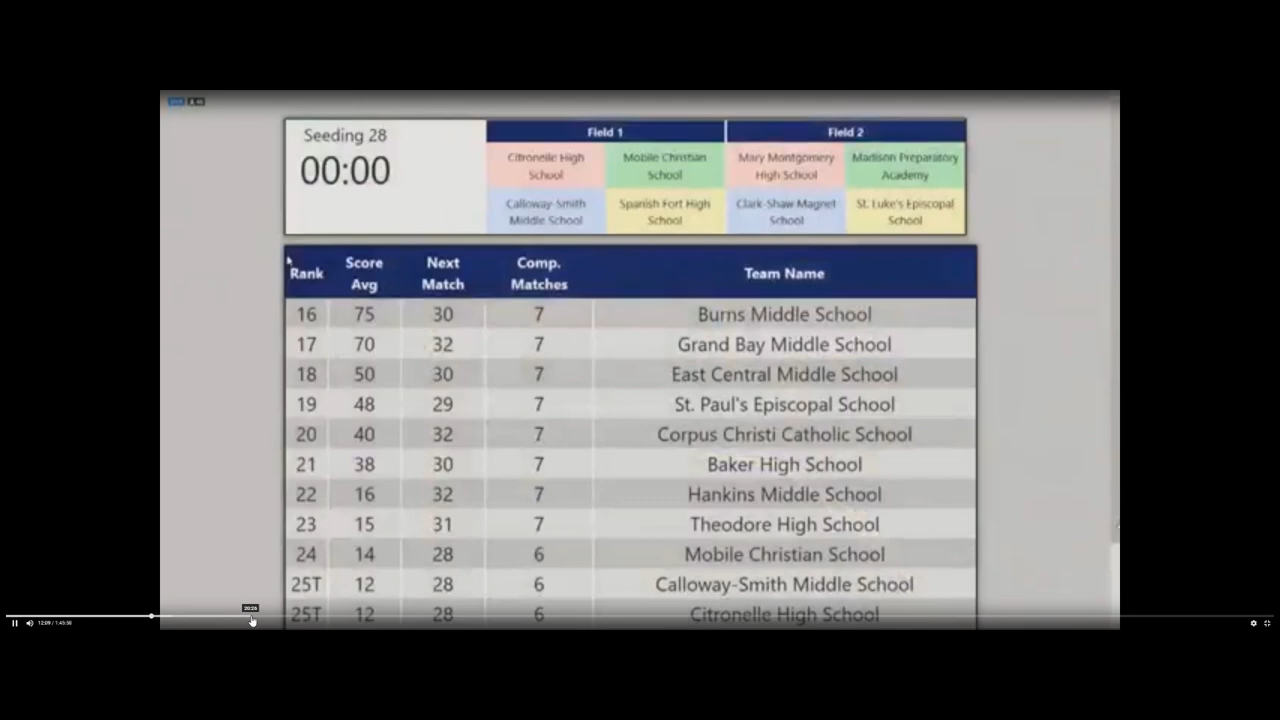 Seeding 28
00:00
Field 1
Field 2
Citronelle High School
Mobile Christian School
Mary Montgomery High School
Madison Preparatory Academy
Calloway-Smith Middle School
Spanish Fort High School
Clark-Shaw Magnet School
St. Luke's Episcopal School
Rank Score Avg Next Match Comp. Matches Team Name
16 75 30 7 Burns Middle School
17 70 32 7 Grand Bay Middle School
18 50 30 7 East Central Middle School
19 48 29 7 St. Paul's Episcopal School
20 40 32 7 Corpus Christi Catholic School
21 38 30 7 Baker High School
22 16 32 7 Hankins Middle School
23 15 31 7 Theodore High School
24 14 28 6 Mobile Christian School
25T 12 28 6 Calloway-Smith Middle School
20:26
25T 12 28 6 Citronelle High School